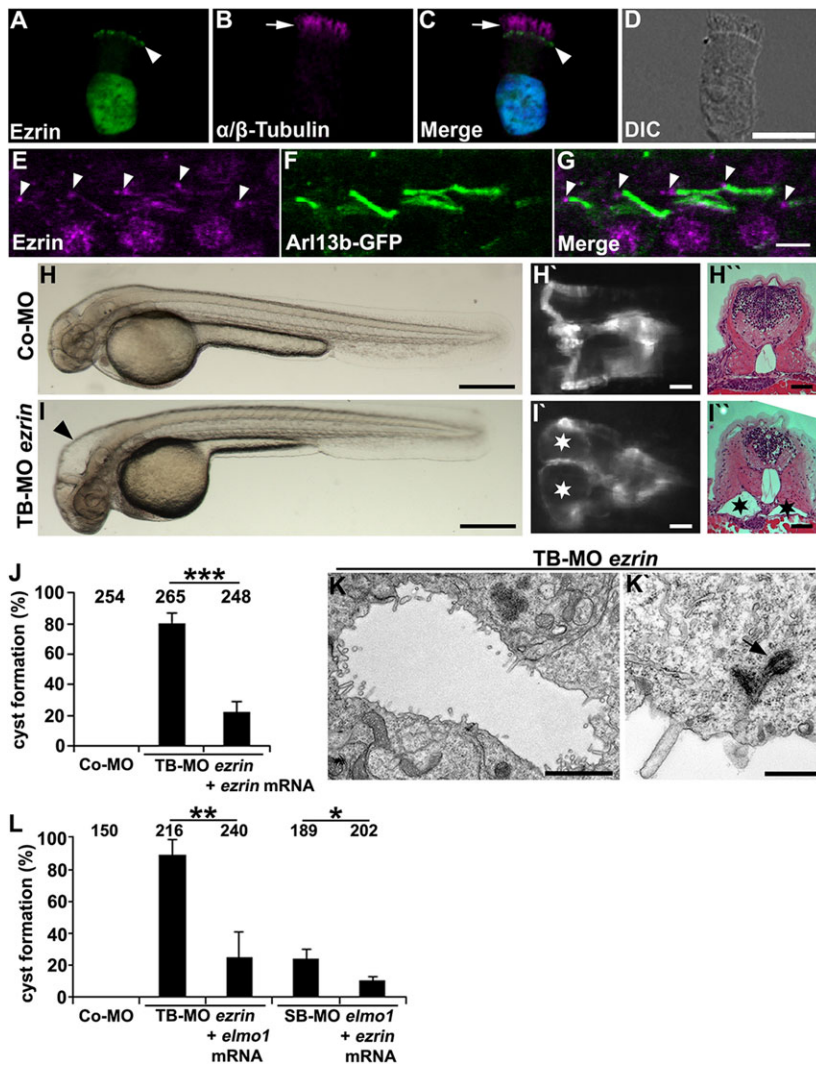 A B C D
Ezrin α/β-Tubulin Merge DIC
E F G
Ezrin Arl13b-GFP Merge
H H` H``
Co-MO
I I` I``
TB-MO ezrin
J
cyst formation (%)
100
80
60
40
20
0
***
254 265 248
Co-MO TB-MO ezrin
+ ezrin mRNA
TB-MO ezrin
K K`
L
cyst formation (%)
100
80
60
40
20
0
** *
150 216 240 189 202
Co-MO TB-MO ezrin SB-MO elmo1
+ elmo1 + ezrin
mRNA mRNA